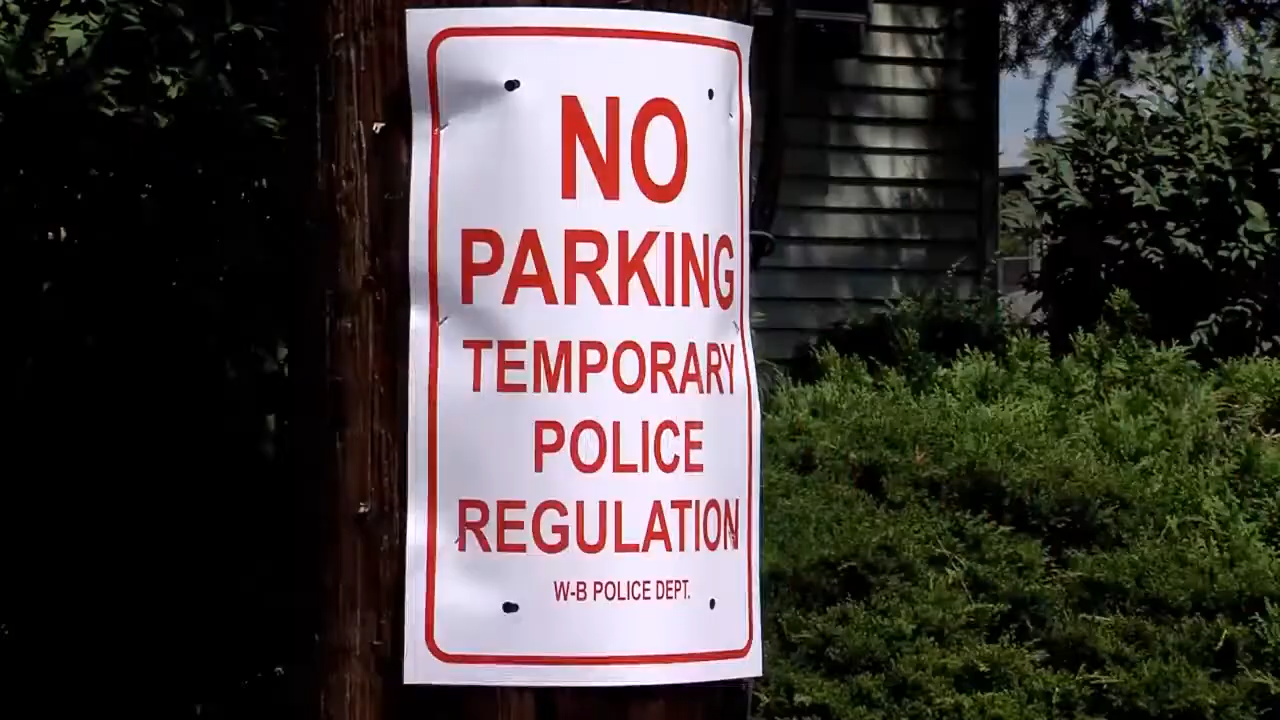 NO
PARKING
TEMPORARY
POLICE
REGULATION
W-B POLICE DEPT.